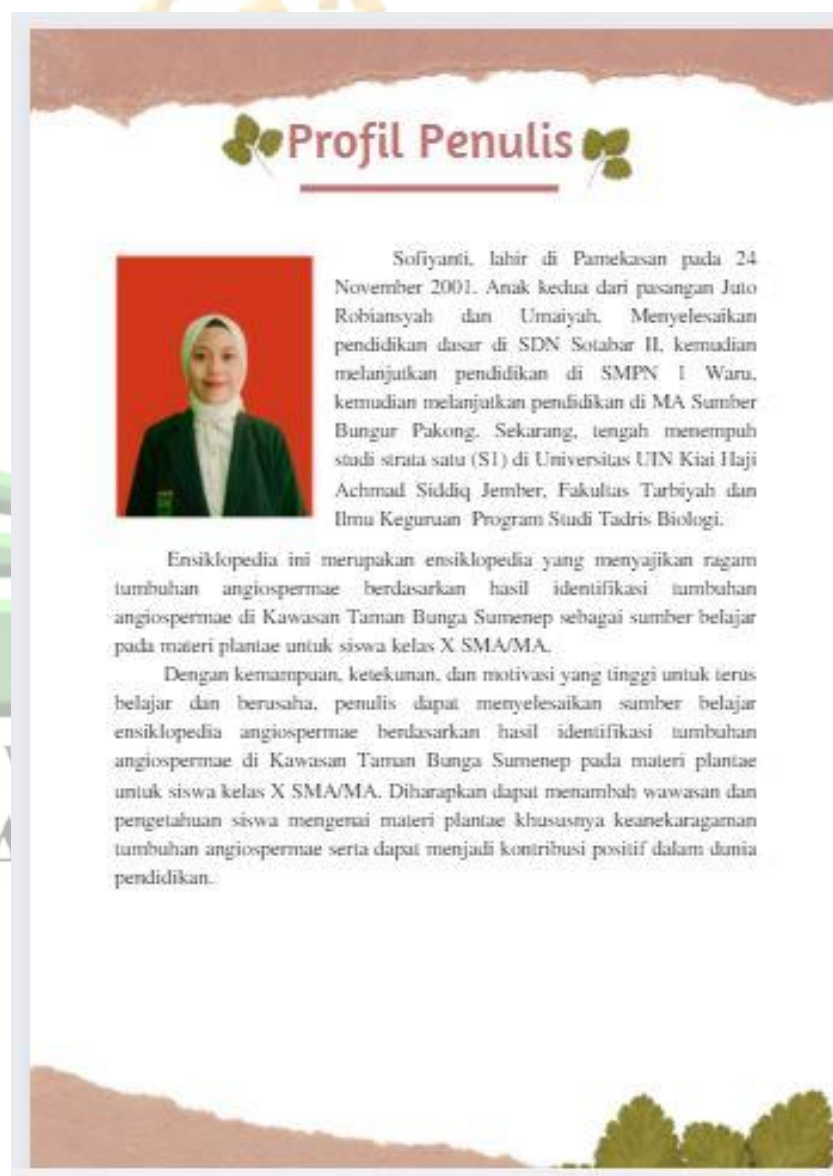 Profil Penulis
Sofiyanti, lahir di Pamekasan pada 24
November 2001. Anak kedua dari pasangan Juto
Robiansyah dan Umaiyah. Menyelesaikan
pendidikan dasar di SDN Sotabar II, kemudian
melanjutkan pendidikan di SMPN 1 Waru,
kemudian melanjutkan pendidikan di MA Sumber
Bungur Pakong. Sekarang, tengah menempuh
studi strata satu (S1) di Universitas UIN Kiai Haji
Achmad Siddiq Jember, Fakultas Tarbiyah dan
Ilmu Keguruan Program Studi Tadris Biologi.
Ensiklopedia ini merupakan ensiklopedia yang menyajikan ragam
tumbuhan angiospermae berdasarkan hasil identifikasi tumbuhan
angiospermae di Kawasan Taman Bunga Sumenep sebagai sumber belajar
pada materi plantae untuk siswa kelas X SMA/MA.
Dengan kemampuan, ketekunan, dan motivasi yang tinggi untuk terus
belajar dan berusaha, penulis dapat menyelesaikan sumber belajar
ensiklopedia angiospermae berdasarkan hasil identifikasi tumbuhan
angiospermae di Kawasan Taman Bunga Sumenep pada materi plantae
untuk siswa kelas X SMA/MA. Diharapkan dapat menambah wawasan dan
pengetahuan siswa mengenai materi plantae khususnya keanekaragaman
tumbuhan angiospermae serta dapat menjadi kontribusi positif dalam dunia
pendidikan.